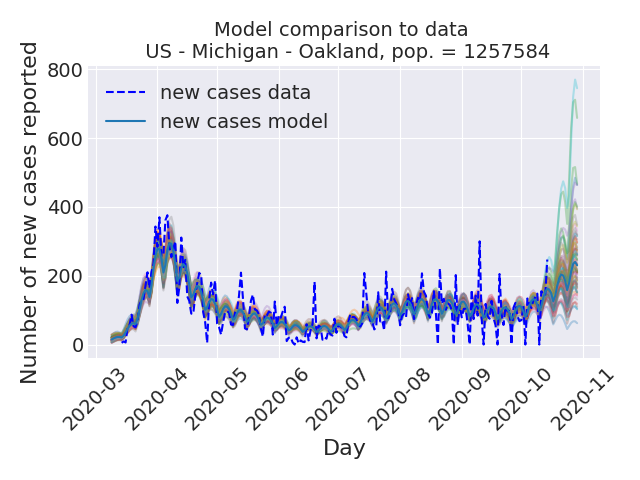 Model comparison to data
US - Michigan - Oakland, pop. = 1257584
Number of new cases reported
800
600
400
200
0
new cases data
new cases model
2020-03
2020-04
2020-05
2020-06
2020-07
2020-08
2020-09
2020-10
2020-11
Day